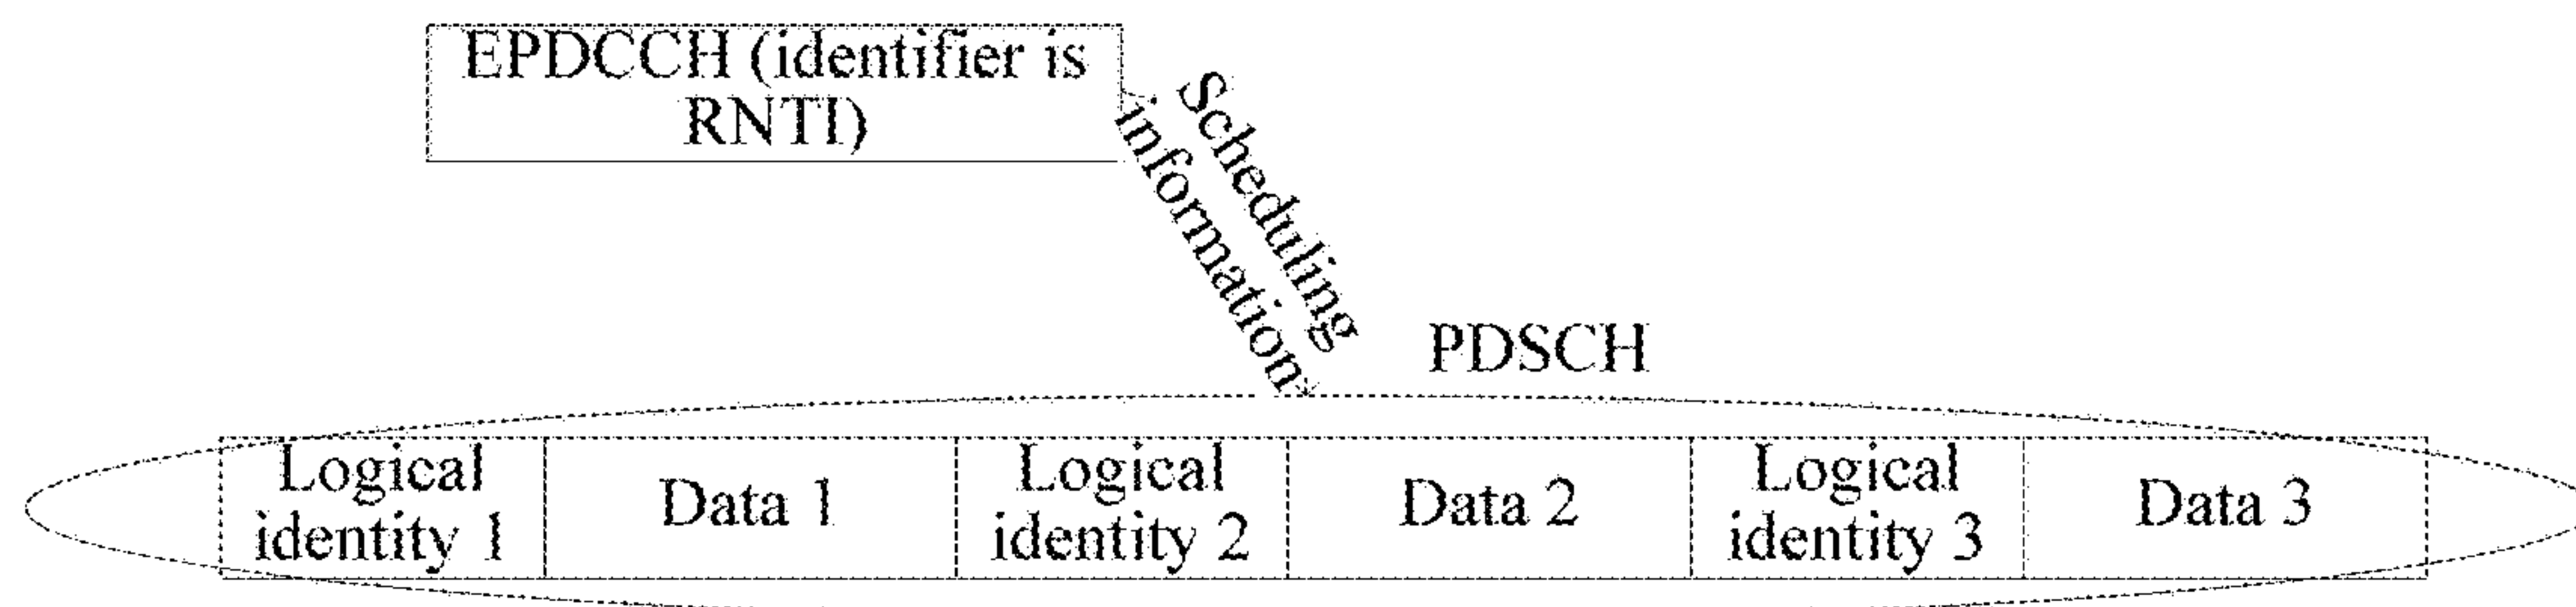 EPDCCH (identifier is
RNTI)
Scheduling
information
PDSCH
Logical
identity 1
Data 1
Logical
identity 2
Data 2
Logical
identity 3
Data 3